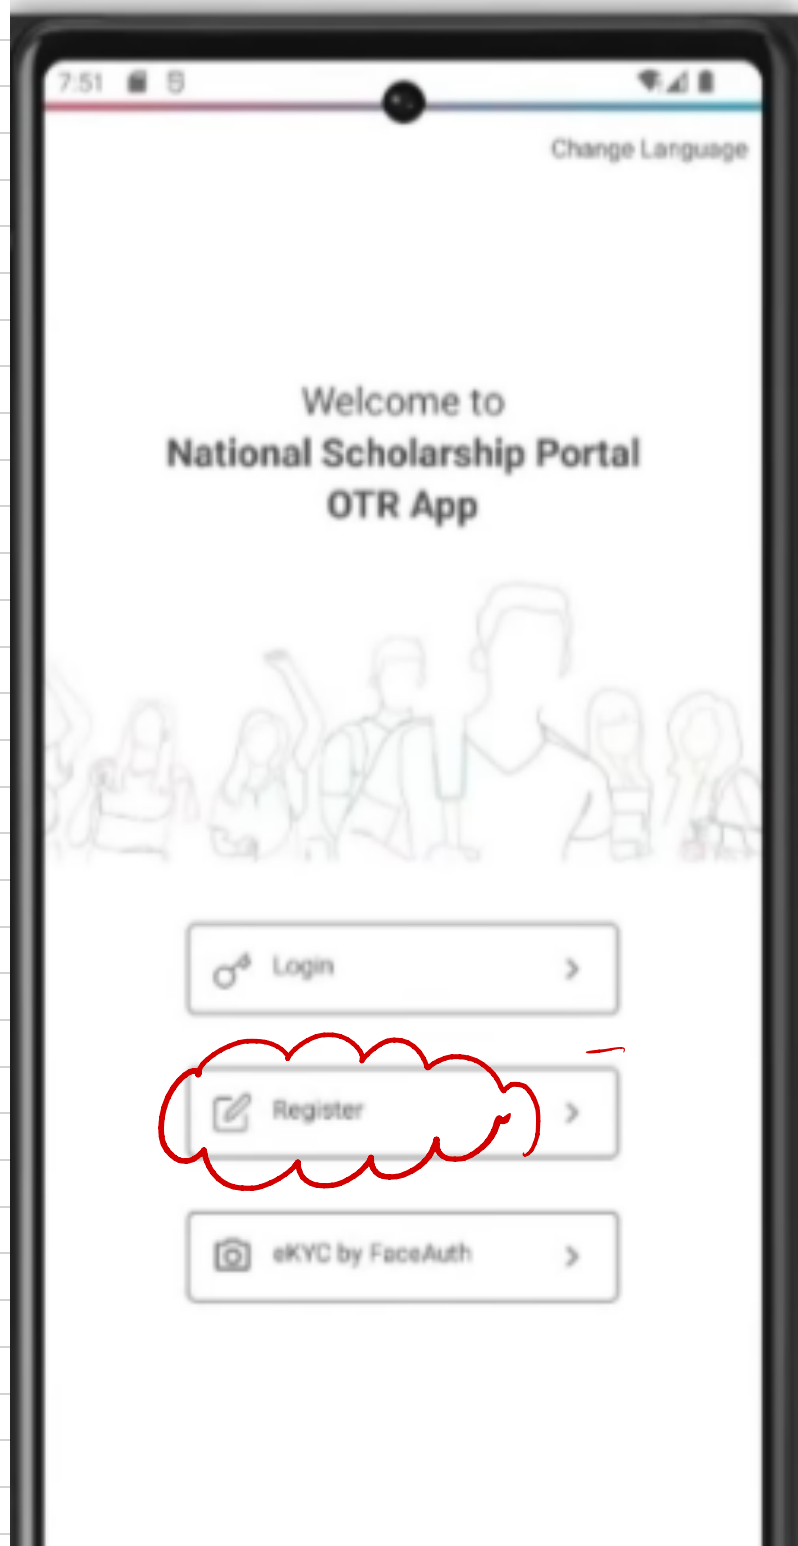 7:51
Change Language
Welcome to
National Scholarship Portal
OTR App
Login
Register
eKYC by FaceAuth